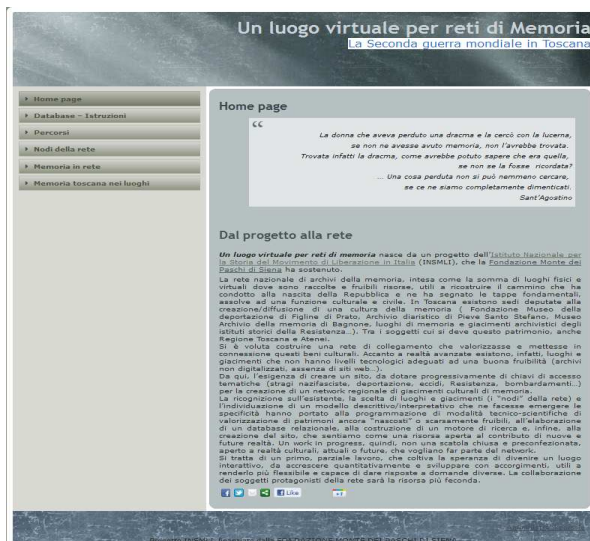 Un luogo virtuale per reti di Memoria
La Seconda guerra mondiale in Toscana
Home page
Database - Istruzioni
Percorsi
Nodi della rete
Memoria in rete
Memoria toscana nei luoghi
Home page
“
La donna che aveva perduto una dracma e la cercò con la lucerna,
se non ne avesse avuto memoria, non l'avrebbe trovata.
Trovata infatti la dracma, come avrebbe potuto sapere che era quella,
se non se la fosse ricordata?
... Una cosa perduta non si può nemmeno cercare,
se ce ne siamo completamente dimenticati.
Sant'Agostino
Dal progetto alla rete
Un luogo virtuale per reti di memoria nasce da un progetto dell'Istituto Nazionale per
la Storie del Movimento di Liberazione in Italia (INSMLI), che la Fondazione Monte dei
Paschi di Siena ha sostenuto.
La rete nazionale di archivi della memoria, intesa come la somma di luoghi fisici e
virtuali dove sono raccolte e fruibili risorse, utili a ricostruire il cammino che ha
condotto alla nascita della Repubblica e ne ha segnato le tappe fondamentali,
assolve ad una funzione culturale e civile. In Toscana esistono sedi deputate alla
creazione/diffusione di una cultura della memoria ( Fondazione Museo della
deportazione di Figline di Prato, Archivio diaristico di Pieve Santo Stefano, Museo
Archivio della memoria di Bagnone, luoghi di memoria e giacimenti archivistici degli
istituti storici della Resistenza...). Tra i soggetti cui si deve questo patrimonio, anche
Regione Toscana e Atenei.
Si è voluta costruire una rete di collegamento che valorizzasse e mettesse in
connessione questi beni culturali. Accanto a realtà avanzate esistono, infatti, luoghi e
giacimenti che non hanno livelli tecnologici adeguati ad una buona fruibilità (archivi
non digitalizzati, assenza di siti web...).
Da qui, l'esigenza di creare un sito, da dotare progressivamente di chiavi di accesso
tematiche (stragi nazifasciste, deportazione, eccidi, Resistenza, bombardamenti...)
per la creazione di un network regionale di giacimenti culturali di memoria.
La ricognizione sull'esistente, la scelta di luoghi e giacimenti (i "nodi" della rete) e
l'individuazione di un modello descrittivo/interpretativo che ne facesse emergere le
specificità hanno portato alla programmazione di modalità tecnico-scientifiche di
valorizzazione di patrimoni ancora "nascosti" o scarsamente fruibili, all'elaborazione
di un database relazionale, alla costruzione di un motore di ricerca e, infine, alla
creazione del sito, che sentiamo come una risorsa aperta al contributo di nuove e
future realtà. Un work in progress, quindi, non una scatola chiusa e preconfezionata,
aperto a realtà culturali, attuali o future, che vogliano far parte del network.
Si tratta di un primo, parziale lavoro, che coltiva la speranza di divenire un luogo
interattivo, da accrescere quantitativamente e sviluppare con accorgimenti, utili a
renderlo più flessibile e capace di dare risposte a domande diverse. La collaborazione
dei soggetti protagonisti della rete sarà la risorsa più feconda.
Like
+1